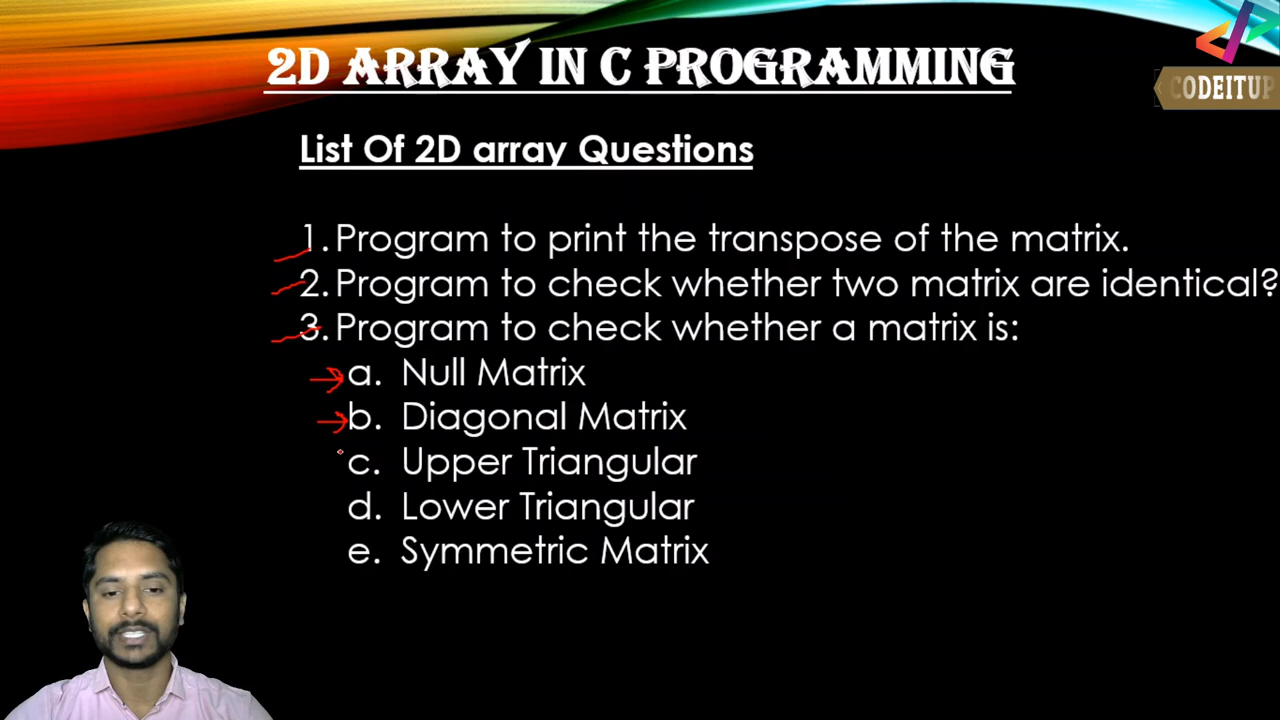 2D ARRAY IN C PROGRAMMING
CODEITUP
List Of 2D array Questions
1. Program to print the transpose of the matrix.
2. Program to check whether two matrix are identical?
3. Program to check whether a matrix is:
a. Null Matrix
b. Diagonal Matrix
c. Upper Triangular
d. Lower Triangular
e. Symmetric Matrix